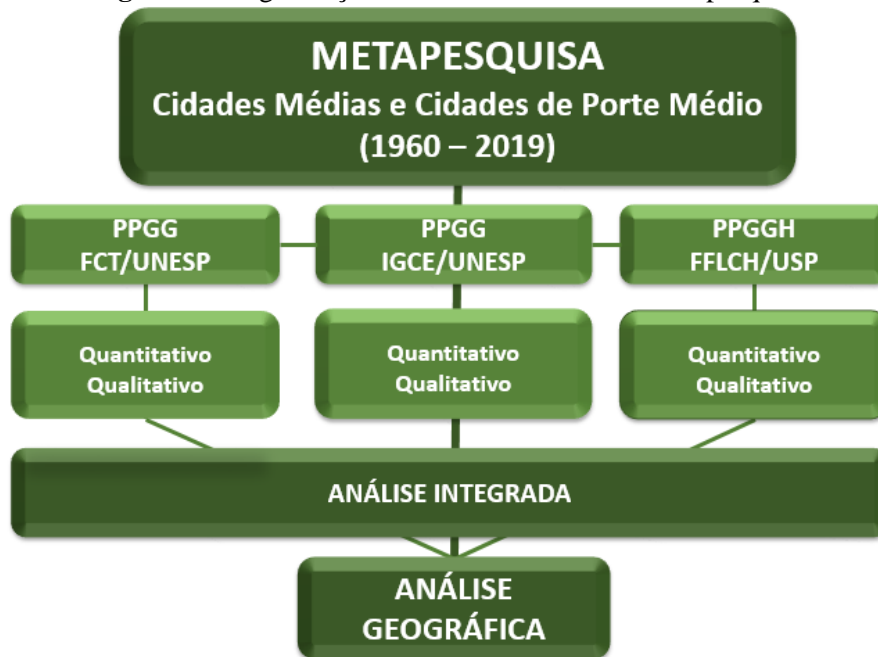 METAPESQUISA
Cidades Médias e Cidades de Porte Médio
(1960 – 2019)
PPGG
FCT/UNESP
PPGG
IGCE/UNESP
PPGGH
FFLCH/USP
Quantitativo
Qualitativo
Quantitativo
Qualitativo
Quantitativo
Qualitativo
ANÁLISE INTEGRADA
ANÁLISE
GEOGRÁFICA